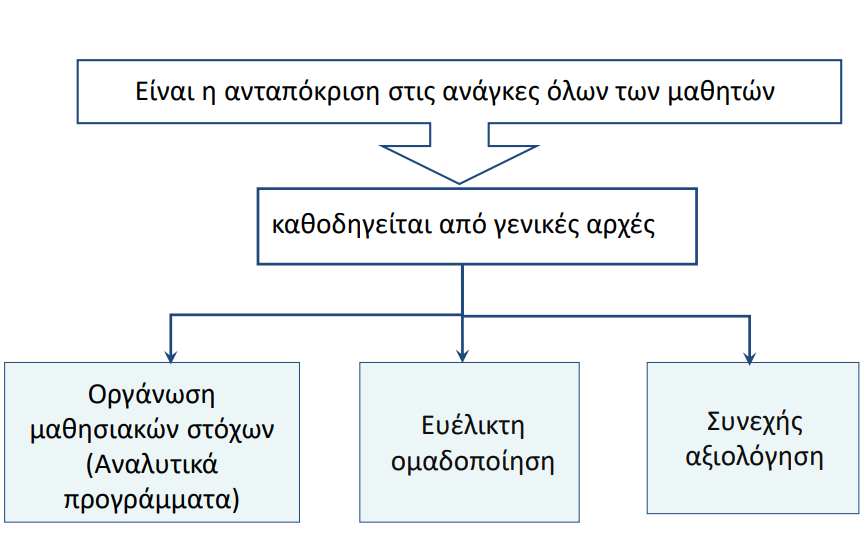 Είναι η ανταπόκριση στις ανάγκες όλων των μαθητών
καθοδηγείται από γενικές αρχές
Οργάνωση
μαθησιακών στόχων
(Αναλυτικά
προγράμματα)
Ευέλικτη
ομαδοποίηση
Συνεχής
αξιολόγηση